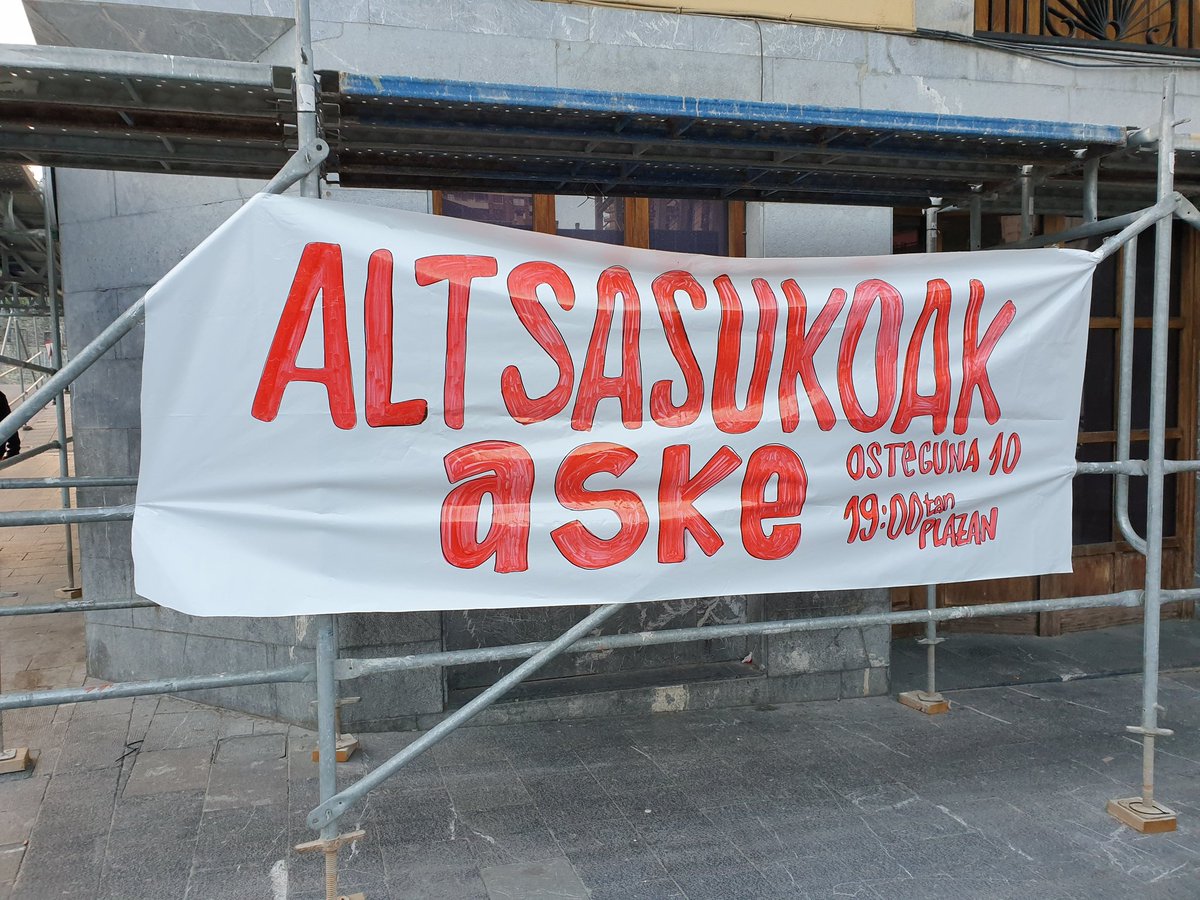 ALTSASUKOAK
aske
OSTEGUNA 10
19:00tan
PLAZAN